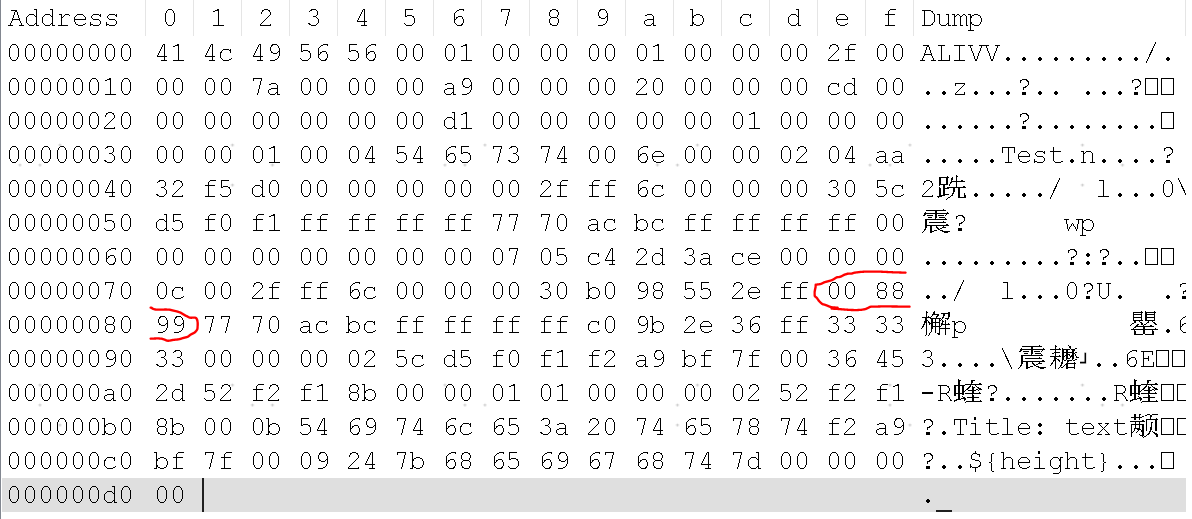 Address 0 1 2 3 4 5 6 7 8 9 a b c d e f Dump
00000000 41 4c 49 56 56 00 01 00 00 00 01 00 00 00 2f 00 ALIVV........./.
00000010 00 00 7a 00 00 00 a9 00 00 00 20 00 00 00 cd 00 ..z...?.. ...?□□
00000020 00 00 00 00 00 00 d1 00 00 00 00 00 01 00 00 00 ......?........□
00000030 00 00 01 00 04 54 65 73 74 00 6e 00 00 02 04 aa .....Test.n....?
00000040 32 f5 d0 00 00 00 00 00 2f ff 6c 00 00 00 30 5c 2跣...../ l...0\
00000050 d5 f0 f1 ff ff ff ff 77 70 ac bc ff ff ff ff 00 震? wp
00000060 00 00 00 00 00 00 00 07 05 c4 2d 3a ce 00 00 00 .........?:?..□□
00000070 0c 00 2f ff 6c 00 00 00 30 b0 98 55 2e ff 00 88 ../ l...0?U. .?
00000080 99 77 70 ac bc ff ff ff ff c0 9b 2e 36 ff 33 33 檞p 罌.6
00000090 33 00 00 00 02 5c d5 f0 f1 f2 a9 bf 7f 00 36 45 3....\震耱┙..6E□□
000000a0 2d 52 f2 f1 8b 00 00 01 01 00 00 00 02 52 f2 f1 -R蝰?.......R蝰□□
000000b0 8b 00 0b 54 69 74 6c 65 3a 20 74 65 78 74 f2 a9 ?.Title: text颟□□
000000c0 bf 7f 00 09 24 7b 68 65 69 67 68 74 7d 00 00 00 ?..${height}...□
000000d0 00 .